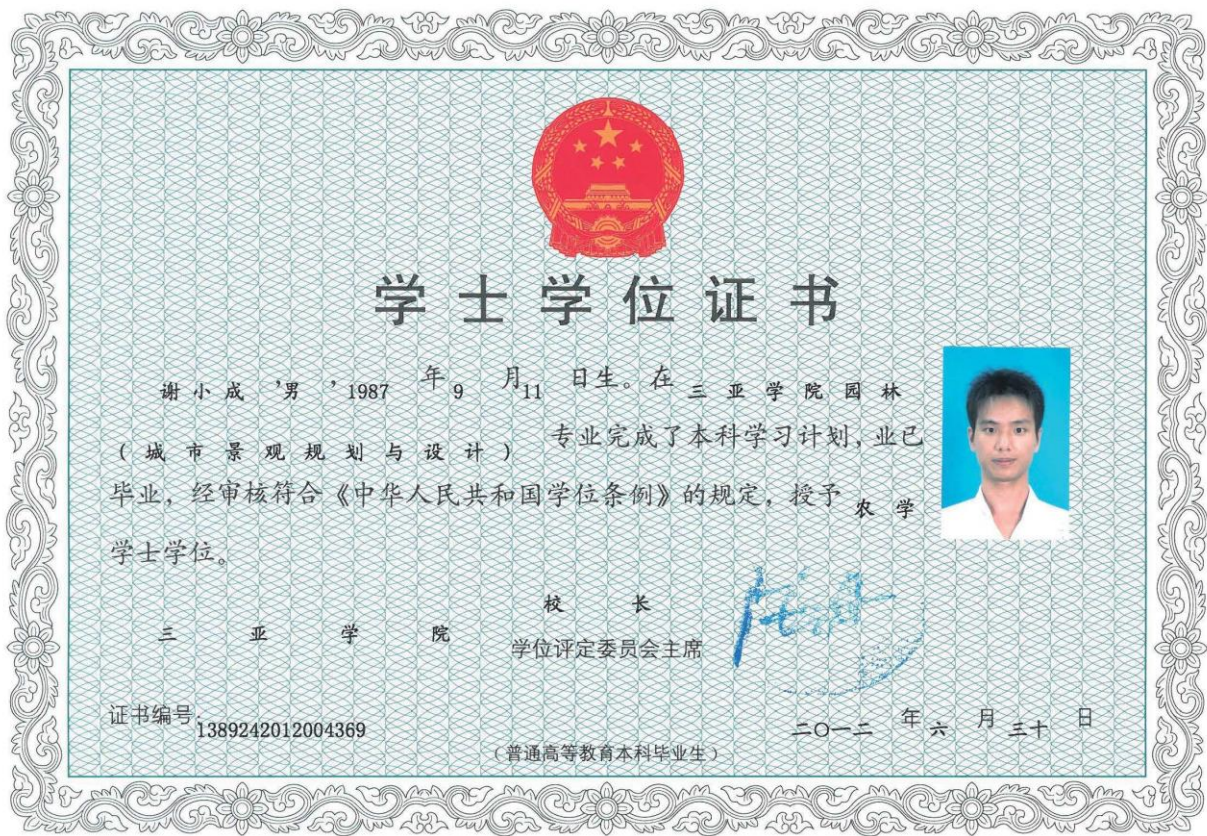 学士学位证书
谢小成,男,1987年9月11日生。在三亚学院园林
(城市景观规划与设计)专业完成了本科学习计划,业已
毕业,经审核符合《中华人民共和国学位条例》的规定,授予农学
学士学位。
校长
三亚学院
学位评定委员会主席
证书编号:1389242012004369
二〇一二年六月三十日
(普通高等教育本科毕业生)